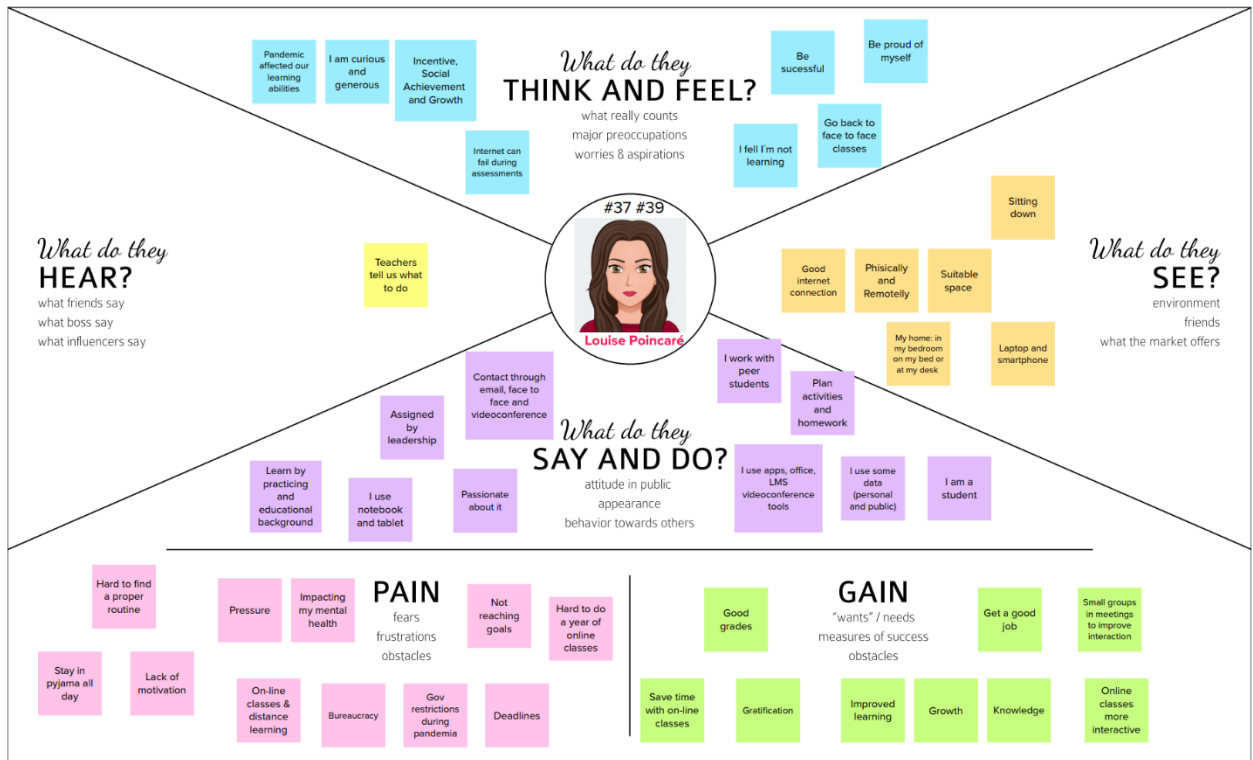 What do they
THINK AND FEEL?
what really counts
major preoccupations
worries & aspirations
Pandemic
affected our
learning
abilities
I am curious
and
generous
Incentive,
Social
Achievement
and Growth
Internet can
fail during
assessments
Be
sucessful
Be proud of
myself
I fell I'm not
learning
Go back to
face to face
classes
What do they
HEAR?
what friends say
what boss say
what influencers say
Teachers
tell us what
to do
#37 #39
Louise Poincaré
What do they
SEE?
environment
friends
what the market offers
Sitting
down
Good
internet
connection
Phisically
and
Remotelly
Suitable
space
My home: in
my bedroom
on my bed or
at my desk
Laptop and
smartphone
What do they
SAY AND DO?
attitude in public
appearance
behavior towards others
Contact through
email, face to
face and
videoconference
Assigned
by
leadership
Learn by
practicing
and
educational
background
I use
notebook
and tablet
Passionate
about it
I work with
peer
students
Plan
activities
and
homework
I use apps, office,
LMS
videoconference
tools
I use some
data
(personal
and public)
I am a
student
PAIN
fears
frustrations
obstacles
Hard to find
a proper
routine
Pressure
Impacting
my mental
health
Not
reaching
goals
Hard to do
a year of
online
classes
Stay in
pyjama all
day
Lack of
motivation
On-line
classes &
distance
learning
Bureaucracy
Gov
restrictions
during
pandemia
Deadlines
GAIN
"wants" / needs
measures of success
obstacles
Good
grades
Get a good
job
Small groups
in meetings
to improve
interaction
Save time
with on-line
classes
Gratification
Improved
learning
Growth
Knowledge
Online
classes
more
interactive